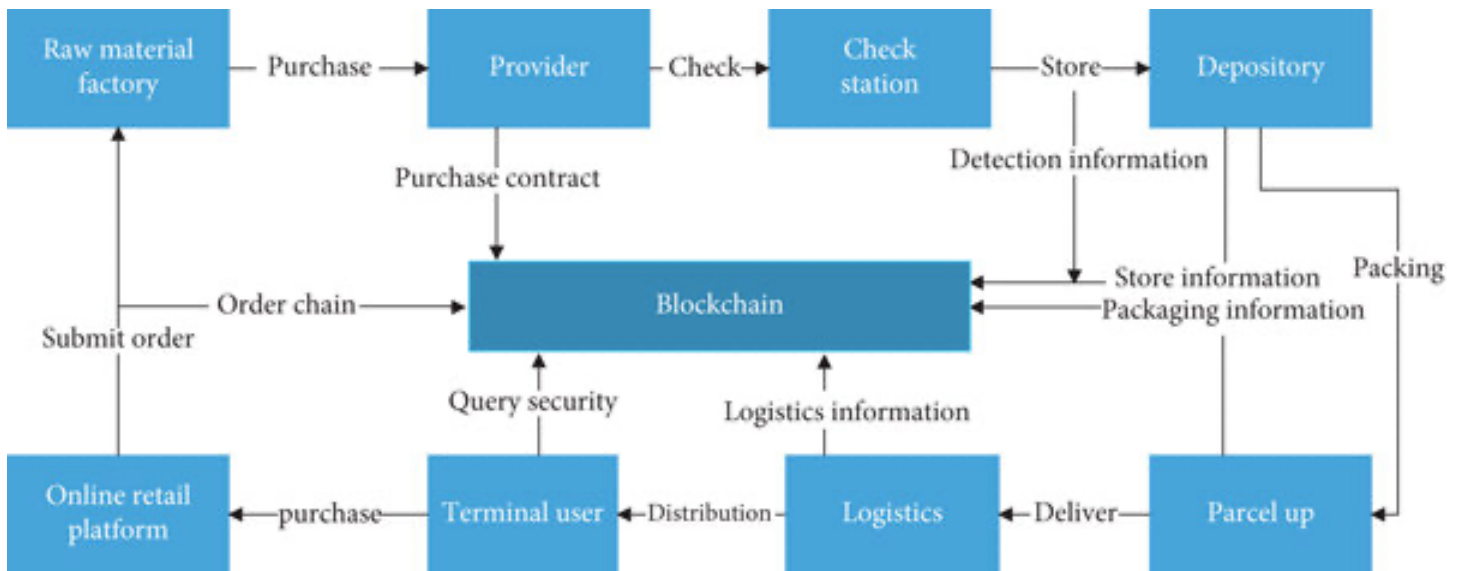 Raw material
factory
Purchase
Provider
Check
Check
station
Store
Depository
Purchase contract
Detection information
Order chain
Blockchain
Store information
Packaging information
Packing
Submit order
Query security
Logistics information
Online retail
platform
purchase
Terminal user
Distribution
Logistics
Deliver
Parcel up